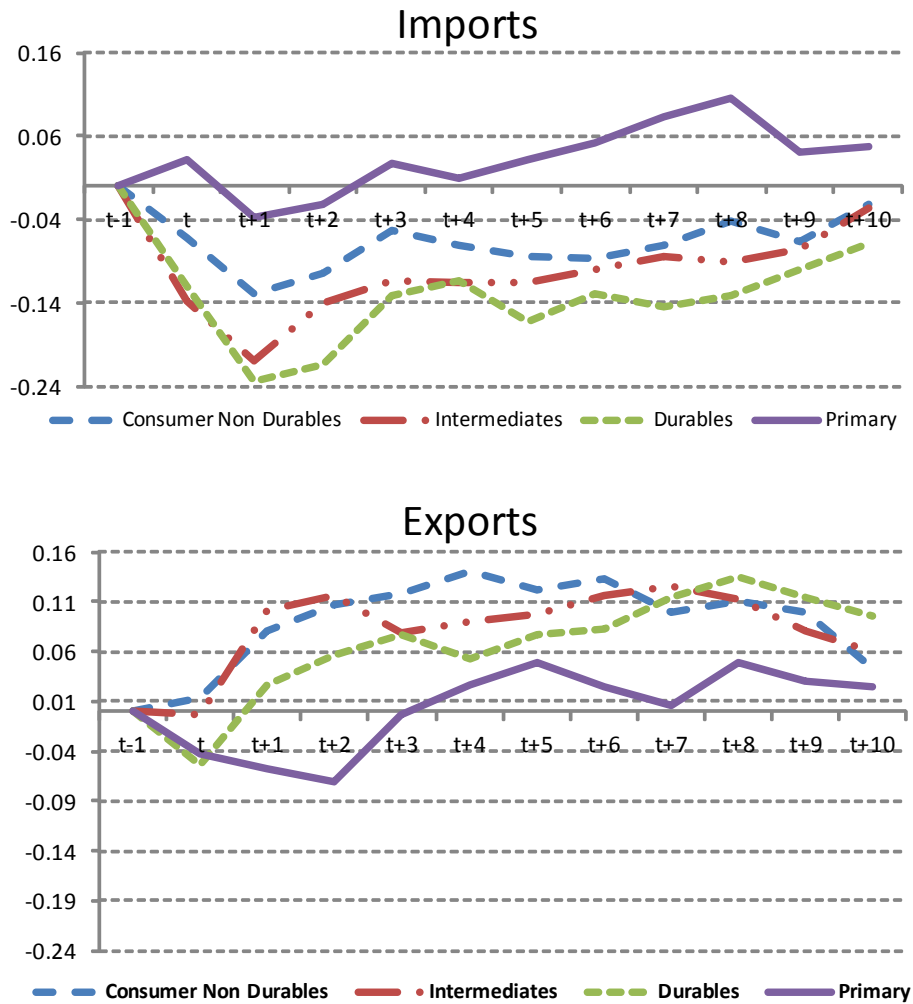 Imports
0.16
0.06
-0.04
-0.14
-0.24
t-1 t t+1 t+2 t+3 t+4 t+5 t+6 t+7 t+8 t+9 t+10
Consumer Non Durables Intermediates Durables Primary
Exports
0.16
0.11
0.06
0.01
-0.04
-0.09
-0.14
-0.19
-0.24
t-1 t t+1 t+2 t+3 t+4 t+5 t+6 t+7 t+8 t+9 t+10
Consumer Non Durables Intermediates Durables Primary